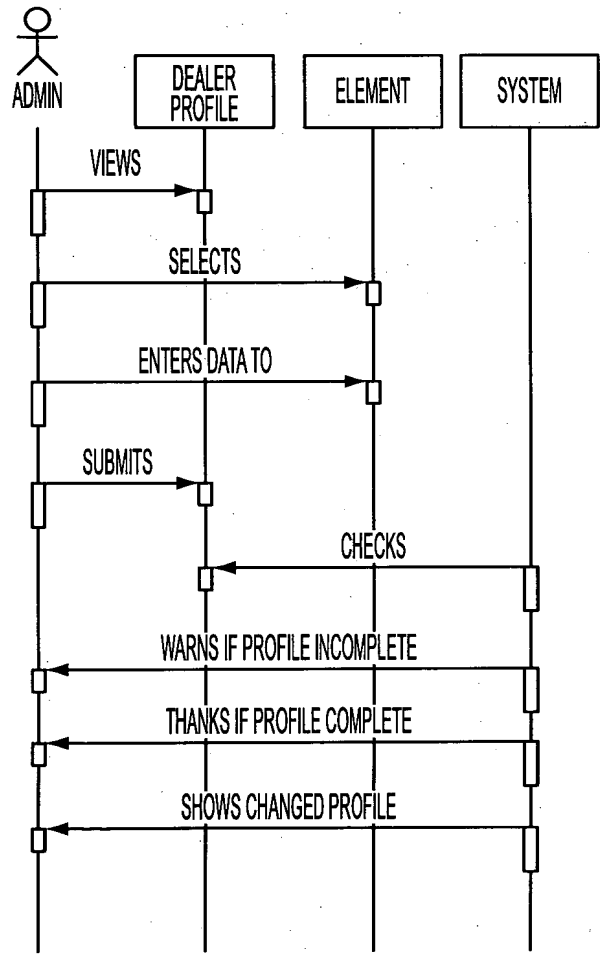 ADMIN
DEALER
PROFILE
ELEMENT
SYSTEM
VIEWS
SELECTS
ENTERS DATA TO
SUBMITS
CHECKS
WARNS IF PROFILE INCOMPLETE
THANKS IF PROFILE COMPLETE
SHOWS CHANGED PROFILE